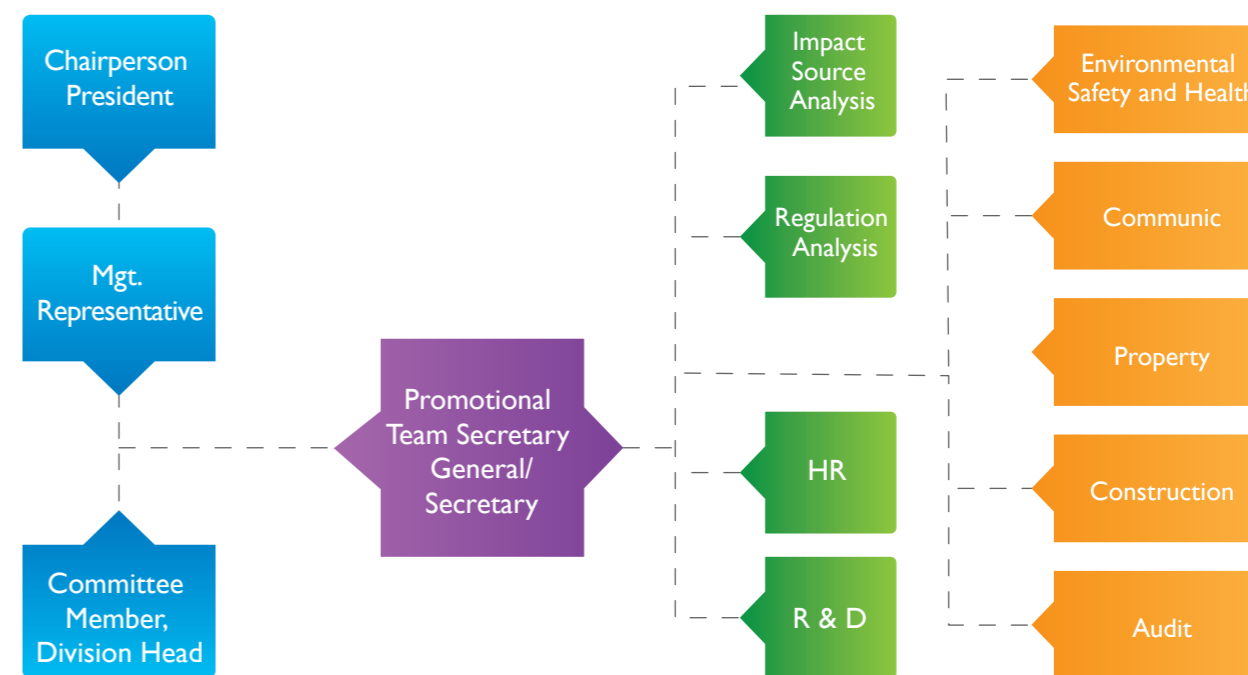 Chairperson
President
Mgt.
Representative
Committee
Member,
Division Head
Promotional
Team Secretary
General/
Secretary
Impact
Source
Analysis
Regulation
Analysis
HR
R & D
Environmental
Safety and Health
Communic
Property
Construction
Audit